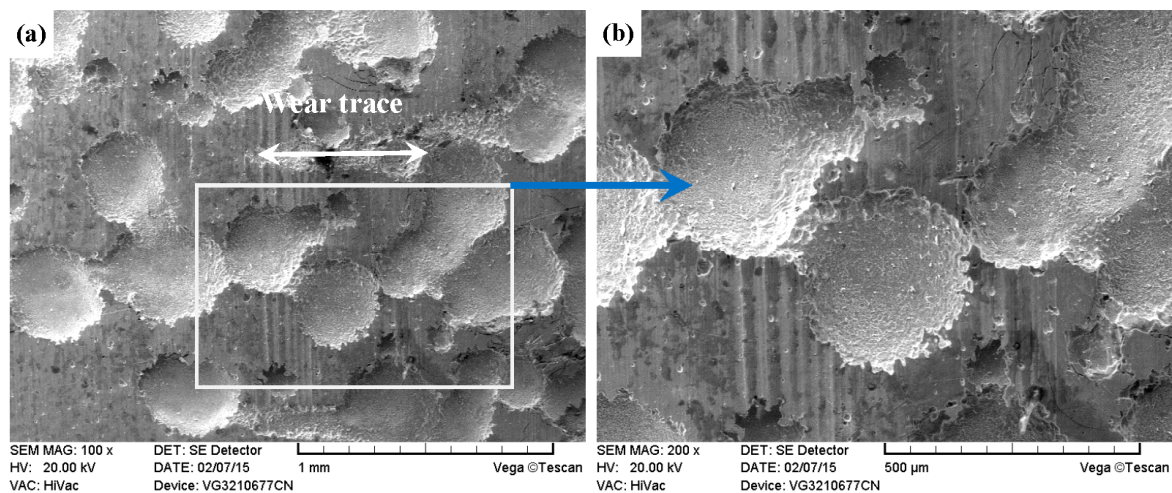 (a)
Wear trace
SEM MAG: 100 x DET: SE Detector
HV: 20.00 kV DATE: 02/07/15 1 mm Vega ©Tescan
VAC: HiVac Device: VG3210677CN
(b)
SEM MAG: 200 x DET: SE Detector
HV: 20.00 kV DATE: 02/07/15 500 µm Vega ©Tescan
VAC: HiVac Device: VG3210677CN